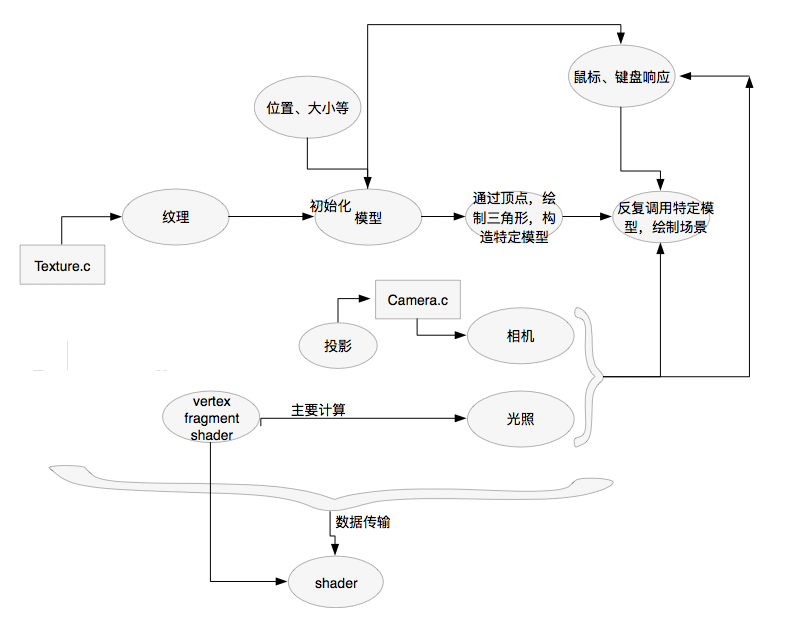 鼠标、键盘响应
位置、大小等
纹理
初始化
模型
通过顶点，绘
制三角形，构
造特定模型
反复调用特定模
型，绘制场景
Texture.c
Camera.c
投影
相机
vertex
fragment
shader
主要计算
光照
数据传输
shader